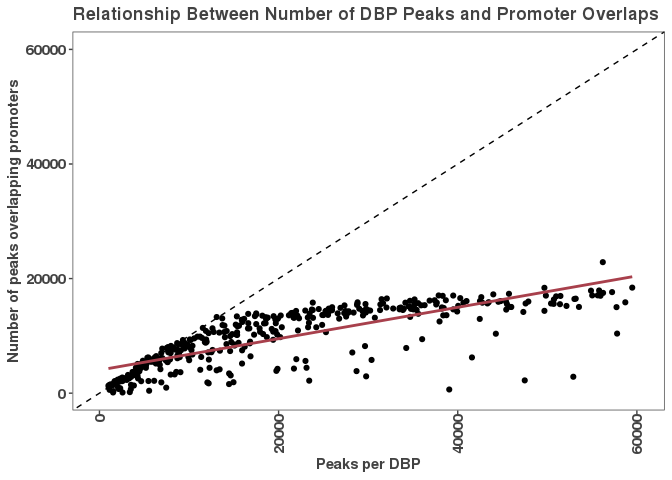 Relationship Between Number of DBP Peaks and Promoter Overlaps
Number of peaks overlapping promoters
60000
40000
20000
0
0
20000
40000
60000
Peaks per DBP